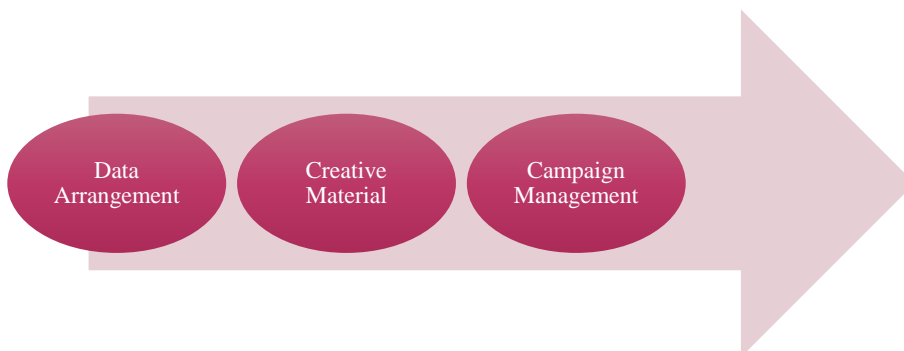 Data
Arrangement
Creative
Material
Campaign
Management